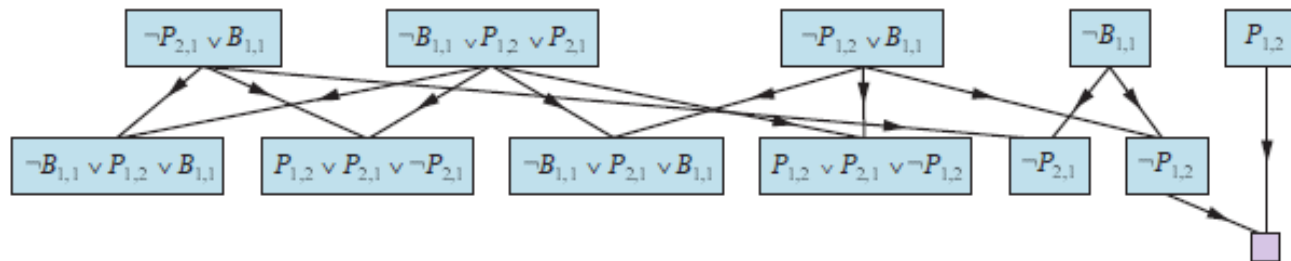 ¬P₂,₁ ∨ B₁,₁
¬B₁,₁ ∨ P₁,₂ ∨ P₂,₁
¬P₁,₂ ∨ B₁,₁
¬B₁,₁
P₁,₂
¬B₁,₁ ∨ P₁,₂ ∨ B₁,₁
P₁,₂ ∨ P₂,₁ ∨ ¬P₂,₁
¬B₁,₁ ∨ P₂,₁ ∨ B₁,₁
P₁,₂ ∨ P₂,₁ ∨ ¬P₁,₂
¬P₂,₁
¬P₁,₂